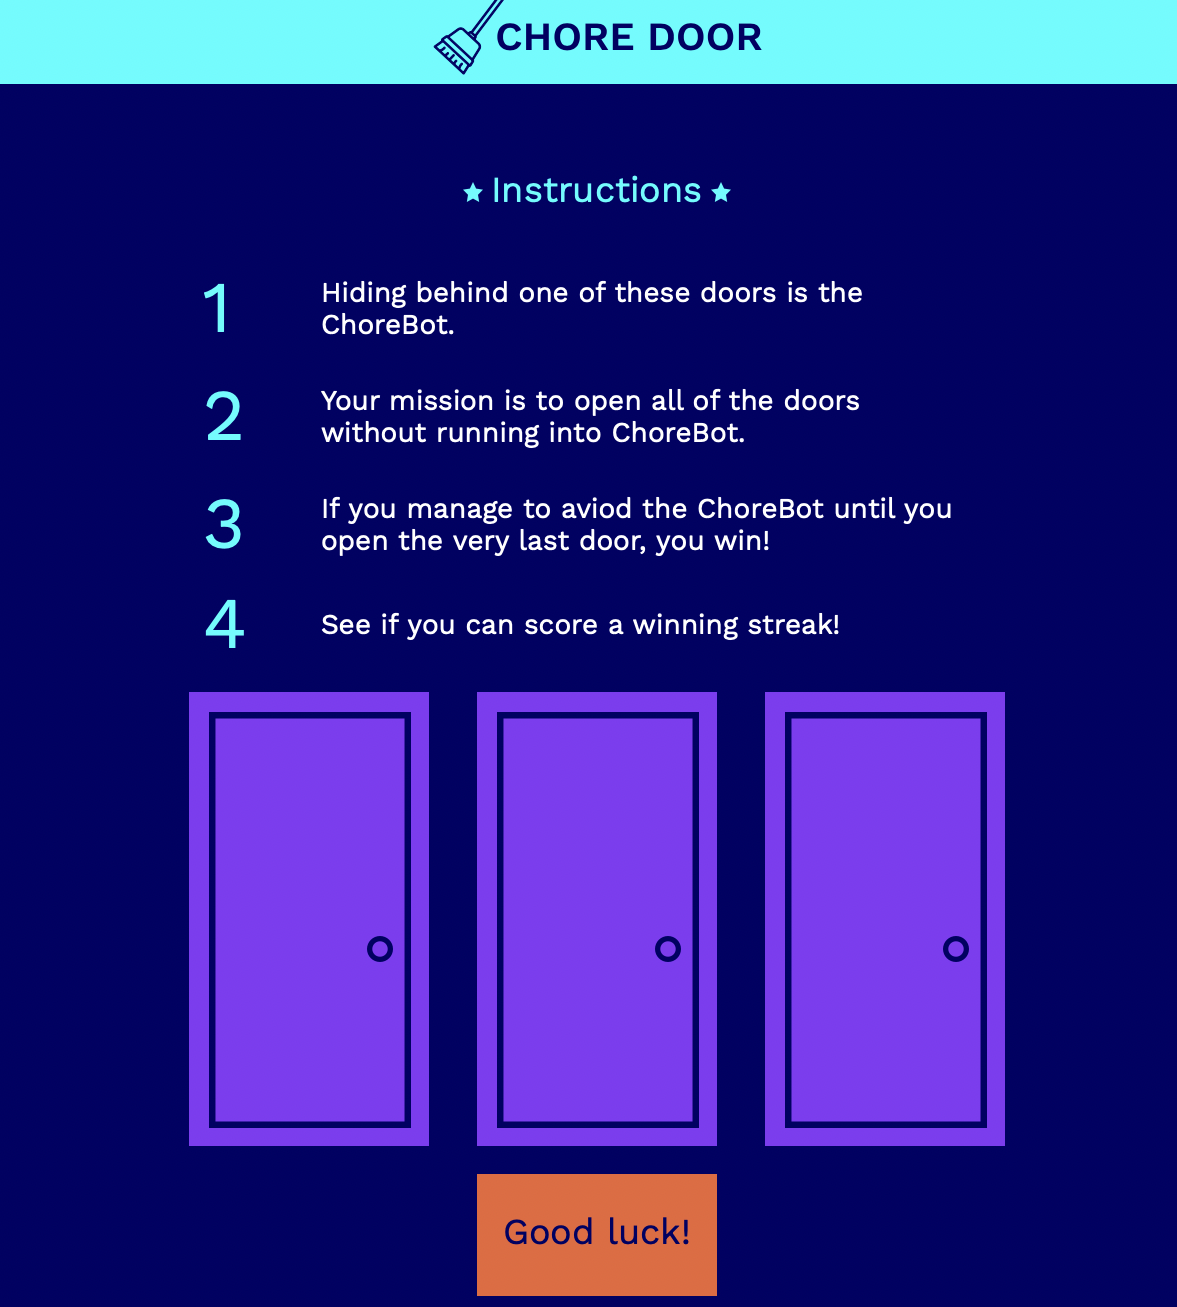 CHORE DOOR
Instructions
1
Hiding behind one of these doors is the
ChoreBot.
2
Your mission is to open all of the doors
without running into ChoreBot.
3
If you manage to aviod the ChoreBot until you
open the very last door, you win!
4
See if you can score a winning streak!
Good luck!